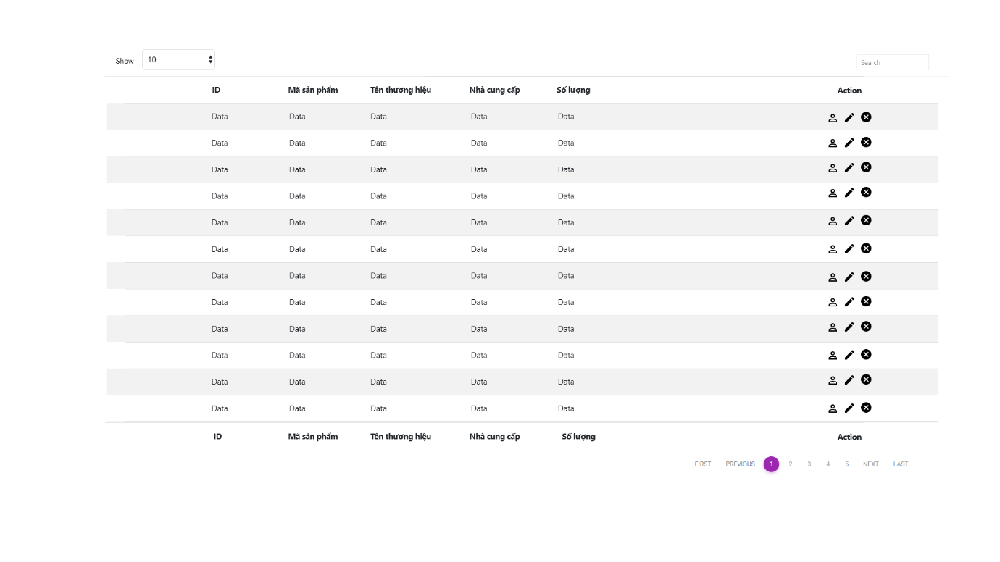 Show 10 Search
ID Mã sản phẩm Tên thương hiệu Nhà cung cấp Số lượng Action
Data Data Data Data Data
Data Data Data Data Data
Data Data Data Data Data
Data Data Data Data Data
Data Data Data Data Data
Data Data Data Data Data
Data Data Data Data Data
Data Data Data Data Data
Data Data Data Data Data
Data Data Data Data Data
Data Data Data Data Data
Data Data Data Data Data
ID Mã sản phẩm Tên thương hiệu Nhà cung cấp Số lượng Action
FIRST PREVIOUS 1 2 3 4 5 NEXT LAST